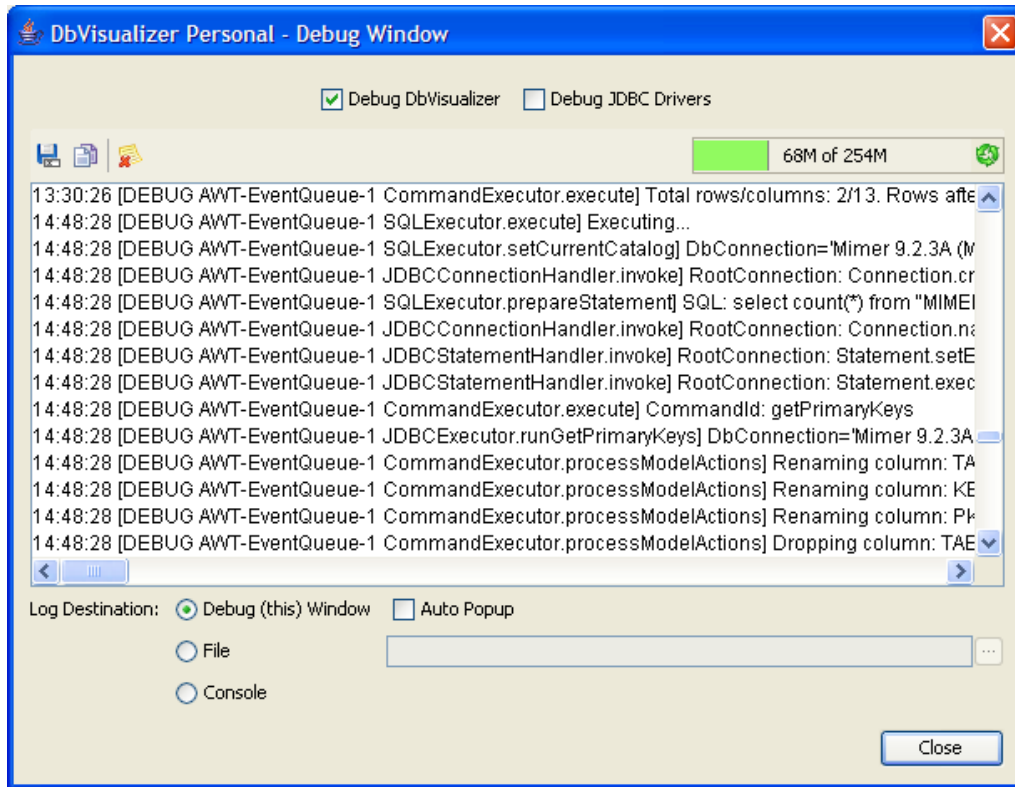 DbVisualizer Personal - Debug Window
Debug DbVisualizer Debug JDBC Drivers
68M of 254M
13:30:26 [DEBUG AWT-EventQueue-1 CommandExecutor.execute] Total rows/columns: 2/13. Rows afte
14:48:28 [DEBUG AWT-EventQueue-1 SQLExecutor.execute] Executing...
14:48:28 [DEBUG AWT-EventQueue-1 SQLExecutor.setCurrentCatalog] DbConnection='Mimer 9.2.3A (M
14:48:28 [DEBUG AWT-EventQueue-1 JDBCConnectionHandler.invoke] RootConnection: Connection.cr
14:48:28 [DEBUG AWT-EventQueue-1 SQLExecutor.prepareStatement] SQL: select count(*) from "MIMEI
14:48:28 [DEBUG AWT-EventQueue-1 JDBCConnectionHandler.invoke] RootConnection: Connection.na
14:48:28 [DEBUG AWT-EventQueue-1 JDBCStatementHandler.invoke] RootConnection: Statement.setE
14:48:28 [DEBUG AWT-EventQueue-1 JDBCStatementHandler.invoke] RootConnection: Statement.exec
14:48:28 [DEBUG AWT-EventQueue-1 CommandExecutor.execute] CommandId: getPrimaryKeys
14:48:28 [DEBUG AWT-EventQueue-1 JDBCExecutor.runGetPrimaryKeys] DbConnection='Mimer 9.2.3A
14:48:28 [DEBUG AWT-EventQueue-1 CommandExecutor.processModelActions] Renaming column: TA
14:48:28 [DEBUG AWT-EventQueue-1 CommandExecutor.processModelActions] Renaming column: KE
14:48:28 [DEBUG AWT-EventQueue-1 CommandExecutor.processModelActions] Renaming column: PK
14:48:28 [DEBUG AWT-EventQueue-1 CommandExecutor.processModelActions] Dropping column: TAE
Log Destination: Debug (this) Window Auto Popup
File ...
Console
Close